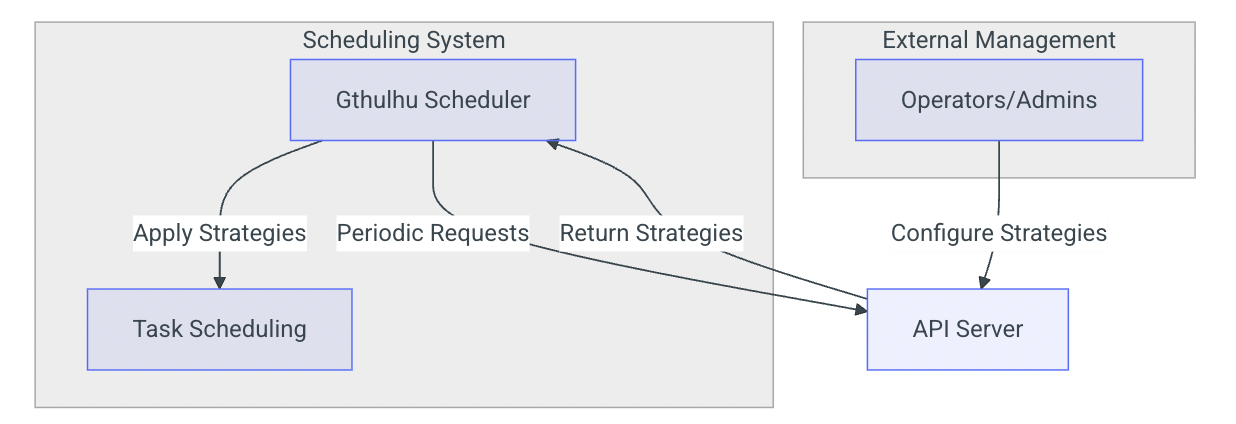 Scheduling System
External Management
Gthulhu Scheduler
Operators/Admins
Apply Strategies
Periodic Requests
Return Strategies
Configure Strategies
Task Scheduling
API Server